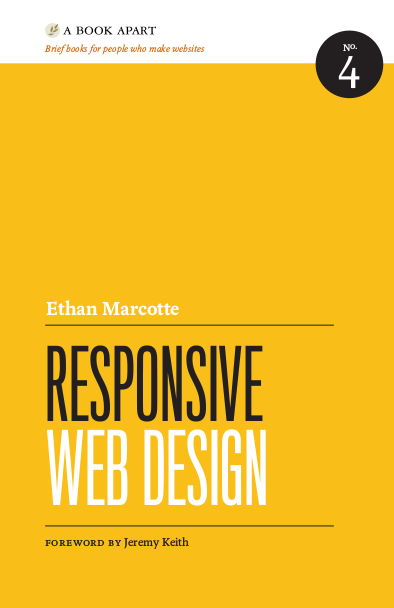 A BOOK APART
Brief books for people who make websites
No.
4
Ethan Marcotte
RESPONSIVE
WEB DESIGN
FOREWORD BY Jeremy Keith